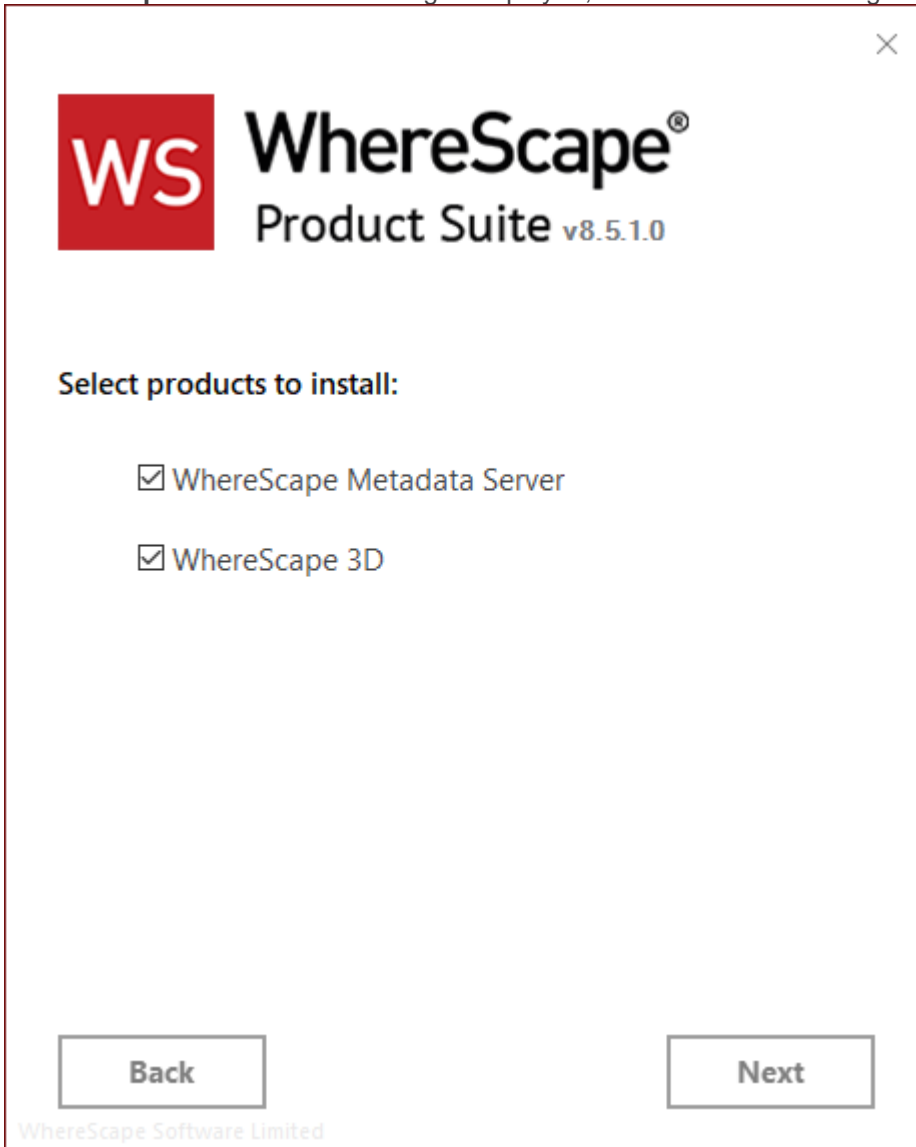 WS WhereScape®
Product Suite v8.5.1.0
Select products to install:
WhereScape Metadata Server
WhereScape 3D
Back Next
WhereScape Software Limited